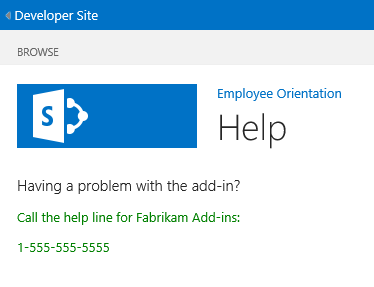 Developer Site
BROWSE
S
Employee Orientation
Help
Having a problem with the add-in?
Call the help line for Fabrikam Add-ins:
1-555-555-5555